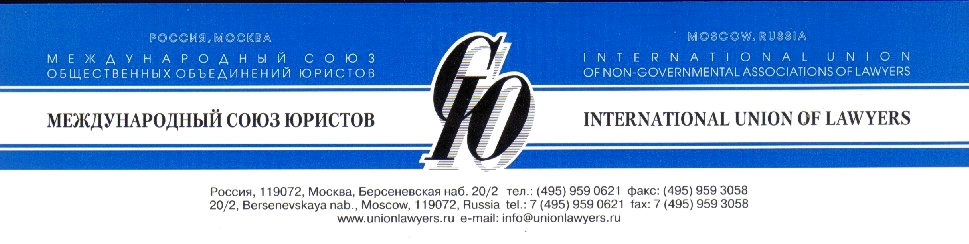 РОССИЯ, МОСКВА
МЕЖДУНАРОДНЫЙ СОЮЗ
ОБЩЕСТВЕННЫХ ОБЪЕДИНЕНИЙ ЮРИСТОВ
МЕЖДУНАРОДНЫЙ СОЮЗ ЮРИСТОВ
СЮ
MOSCOW, RUSSIA
INTERNATIONAL UNION
OF NON-GOVERNMENTAL ASSOCIATIONS OF LAWYERS
INTERNATIONAL UNION OF LAWYERS
Россия, 119072, Москва, Берсеневская наб. 20/2 тел.: (495) 959 0621 факс: (495) 959 3058
20/2, Bersenevskaya nab., Moscow, 119072, Russia tel.: 7 (495) 959 0621 fax: 7 (495) 959 3058
www.unionlawyers.ru e-mail: info@unionlawyers.ru